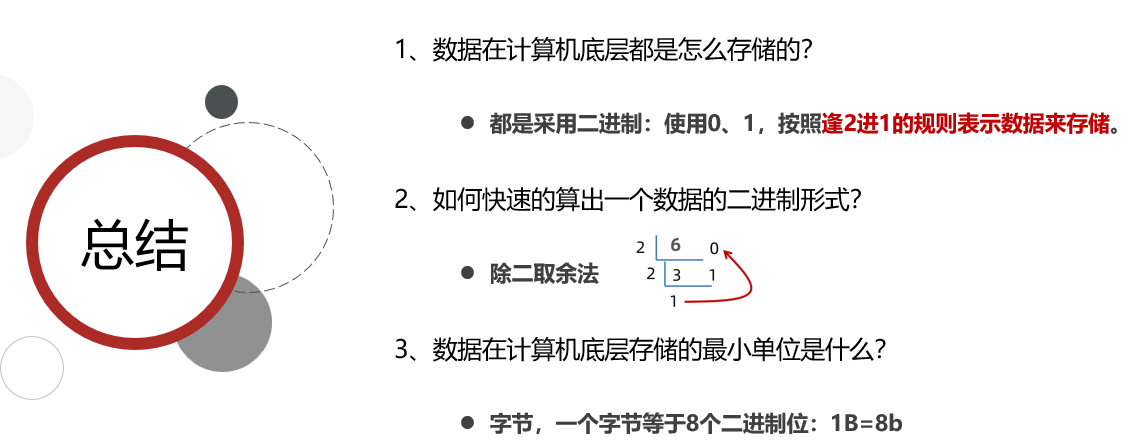 总结
1、数据在计算机底层都是怎么存储的？
● 都是采用二进制：使用0、1，按照逢2进1的规则表示数据来存储。
2、如何快速的算出一个数据的二进制形式？
● 除二取余法
2 6 0
2 3 1
1
3、数据在计算机底层存储的最小单位是什么？
● 字节，一个字节等于8个二进制位：1B=8b